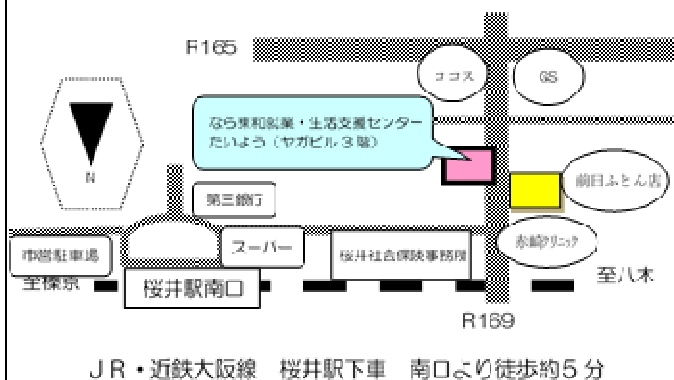 R165
ココス
GS
なら東和就業・生活支援センター
たいよう（ヤガビル３階）
N
第三銀行
前田ふとん店
市営駐車場
スーパー
桜井社会保険事務所
赤崎クリニック
至榛原
桜井駅南口
至八木
R169
ＪＲ・近鉄大阪線　桜井駅下車　南口より徒歩約５分